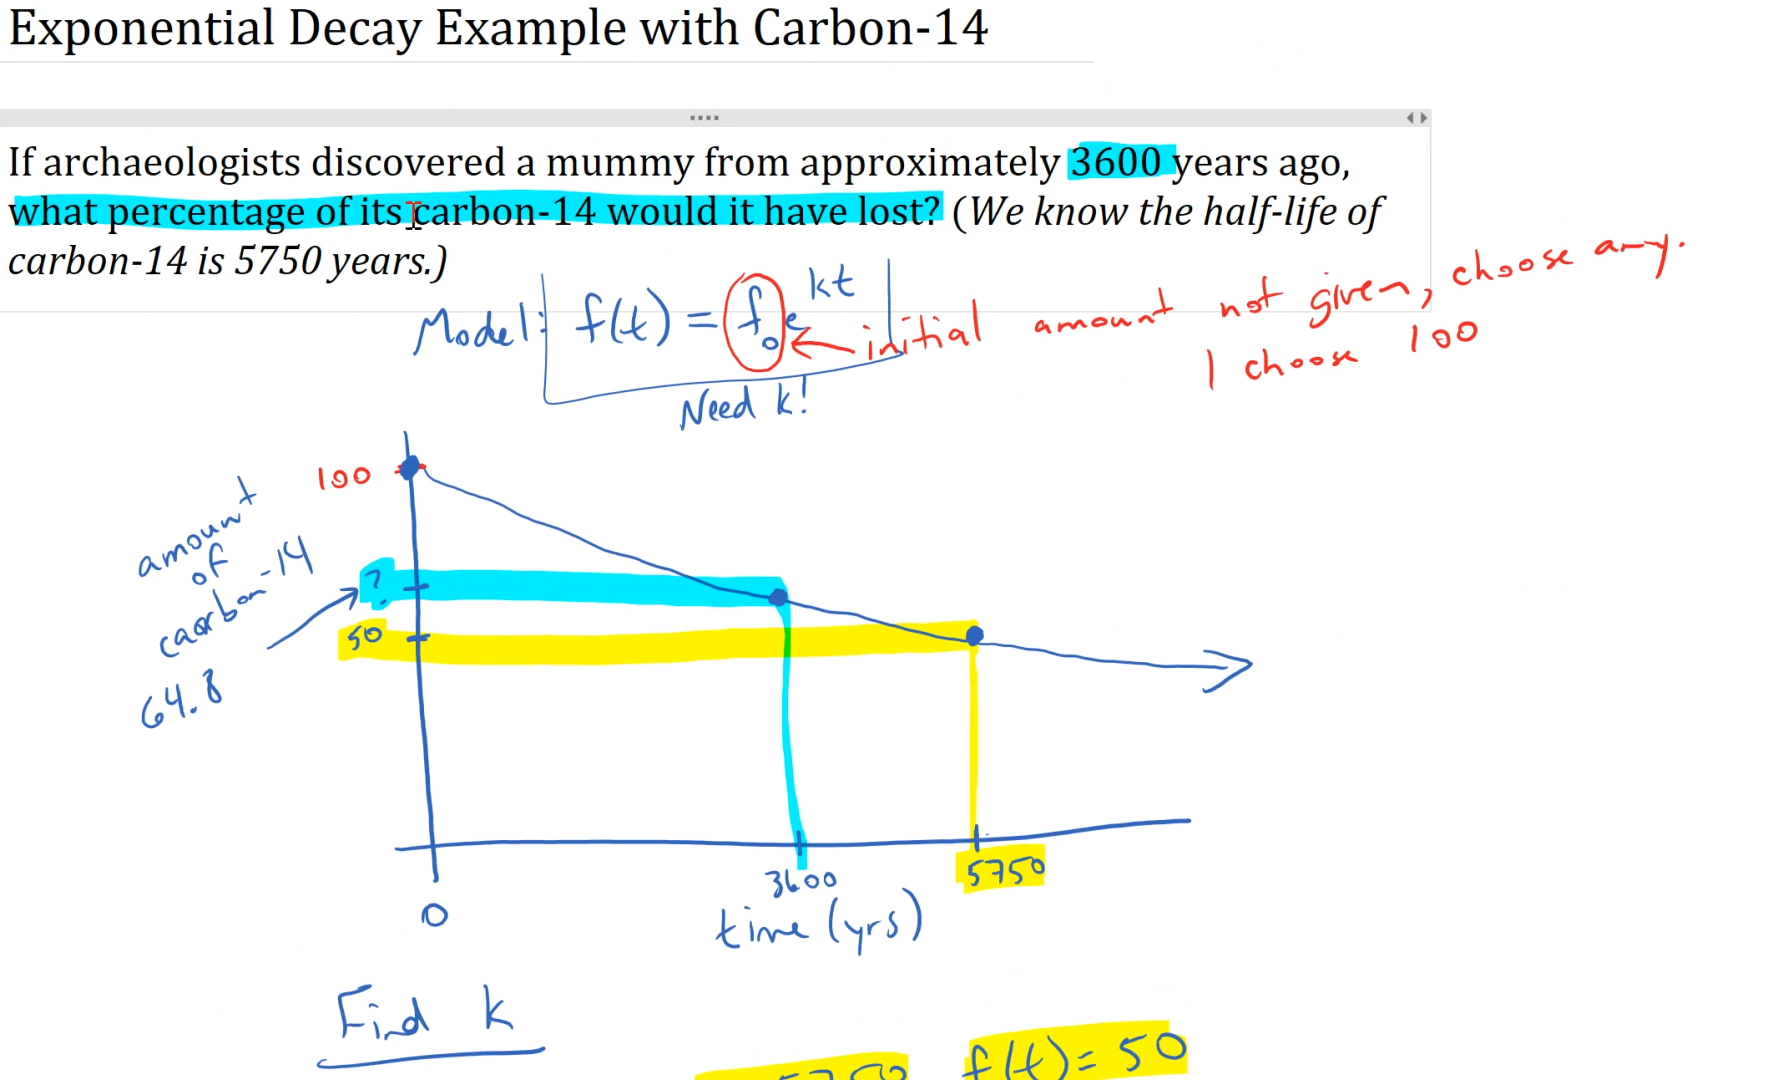 Exponential Decay Example with Carbon-14
If archaeologists discovered a mummy from approximately 3600 years ago,
what percentage of its carbon-14 would it have lost? (We know the half-life of
carbon-14 is 5750 years.)
Model: f(t) = f₀e^kt
initial amount not given, choose any.
I choose 100
Need k!
100
amount
of
caorbon-14
?
50
64.8
3600
5750
0
time (yrs)
Find k
5750 f(t) = 50